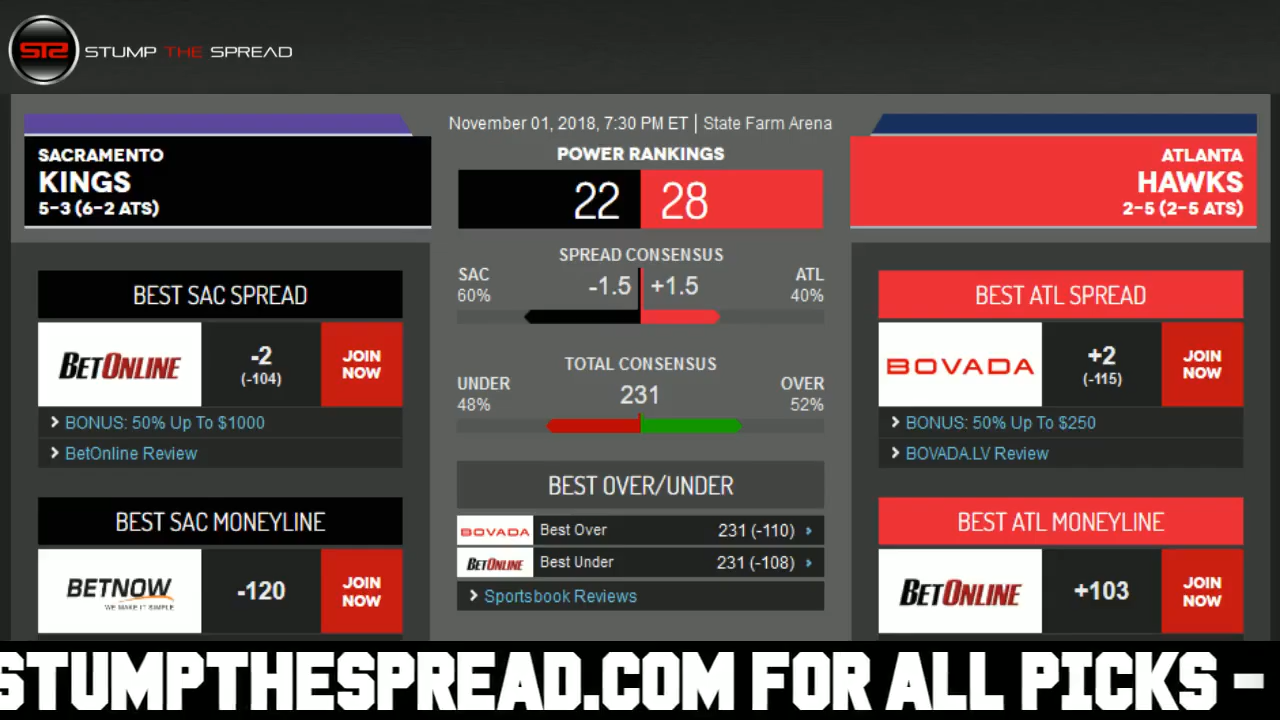 STS STUMP THE SPREAD
November 01, 2018, 7:30 PM ET | State Farm Arena
SACRAMENTO
KINGS
5-3 (6-2 ATS)
POWER RANKINGS
22 28
ATLANTA
HAWKS
2-5 (2-5 ATS)
BEST SAC SPREAD
BETONLINE
-2
(-104)
JOIN
NOW
BONUS: 50% Up To $1000
BetOnline Review
BEST SAC MONEYLINE
BETNOW
WE MAKE IT SIMPLE
-120
JOIN
NOW
SPREAD CONSENSUS
SAC
60%
-1.5 +1.5
ATL
40%
TOTAL CONSENSUS
UNDER
48%
231
OVER
52%
BEST OVER/UNDER
BOVADA Best Over 231 (-110)
BETONLINE Best Under 231 (-108)
Sportsbook Reviews
BEST ATL SPREAD
BOVADA
+2
(-115)
JOIN
NOW
BONUS: 50% Up To $250
BOVADA.LV Review
BEST ATL MONEYLINE
BETONLINE
+103
JOIN
NOW
STUMPTHESPREAD.COM FOR ALL PICKS -